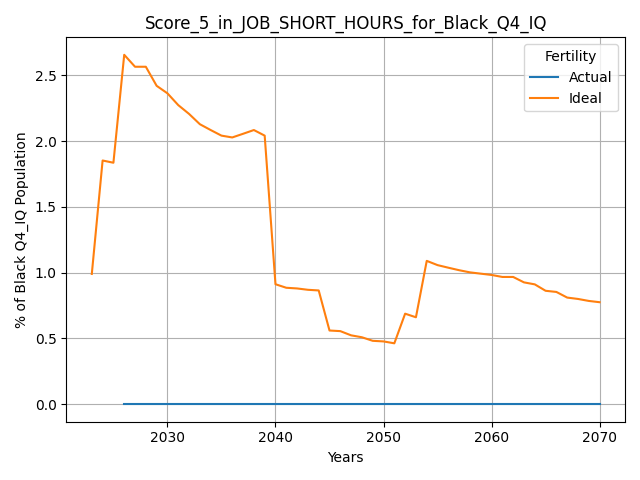 Score_5_in_JOB_SHORT_HOURS_for_Black_Q4_IQ
Fertility
Actual
Ideal
% of Black Q4_IQ Population
2.5
2.0
1.5
1.0
0.5
0.0
2030 2040 2050 2060 2070
Years